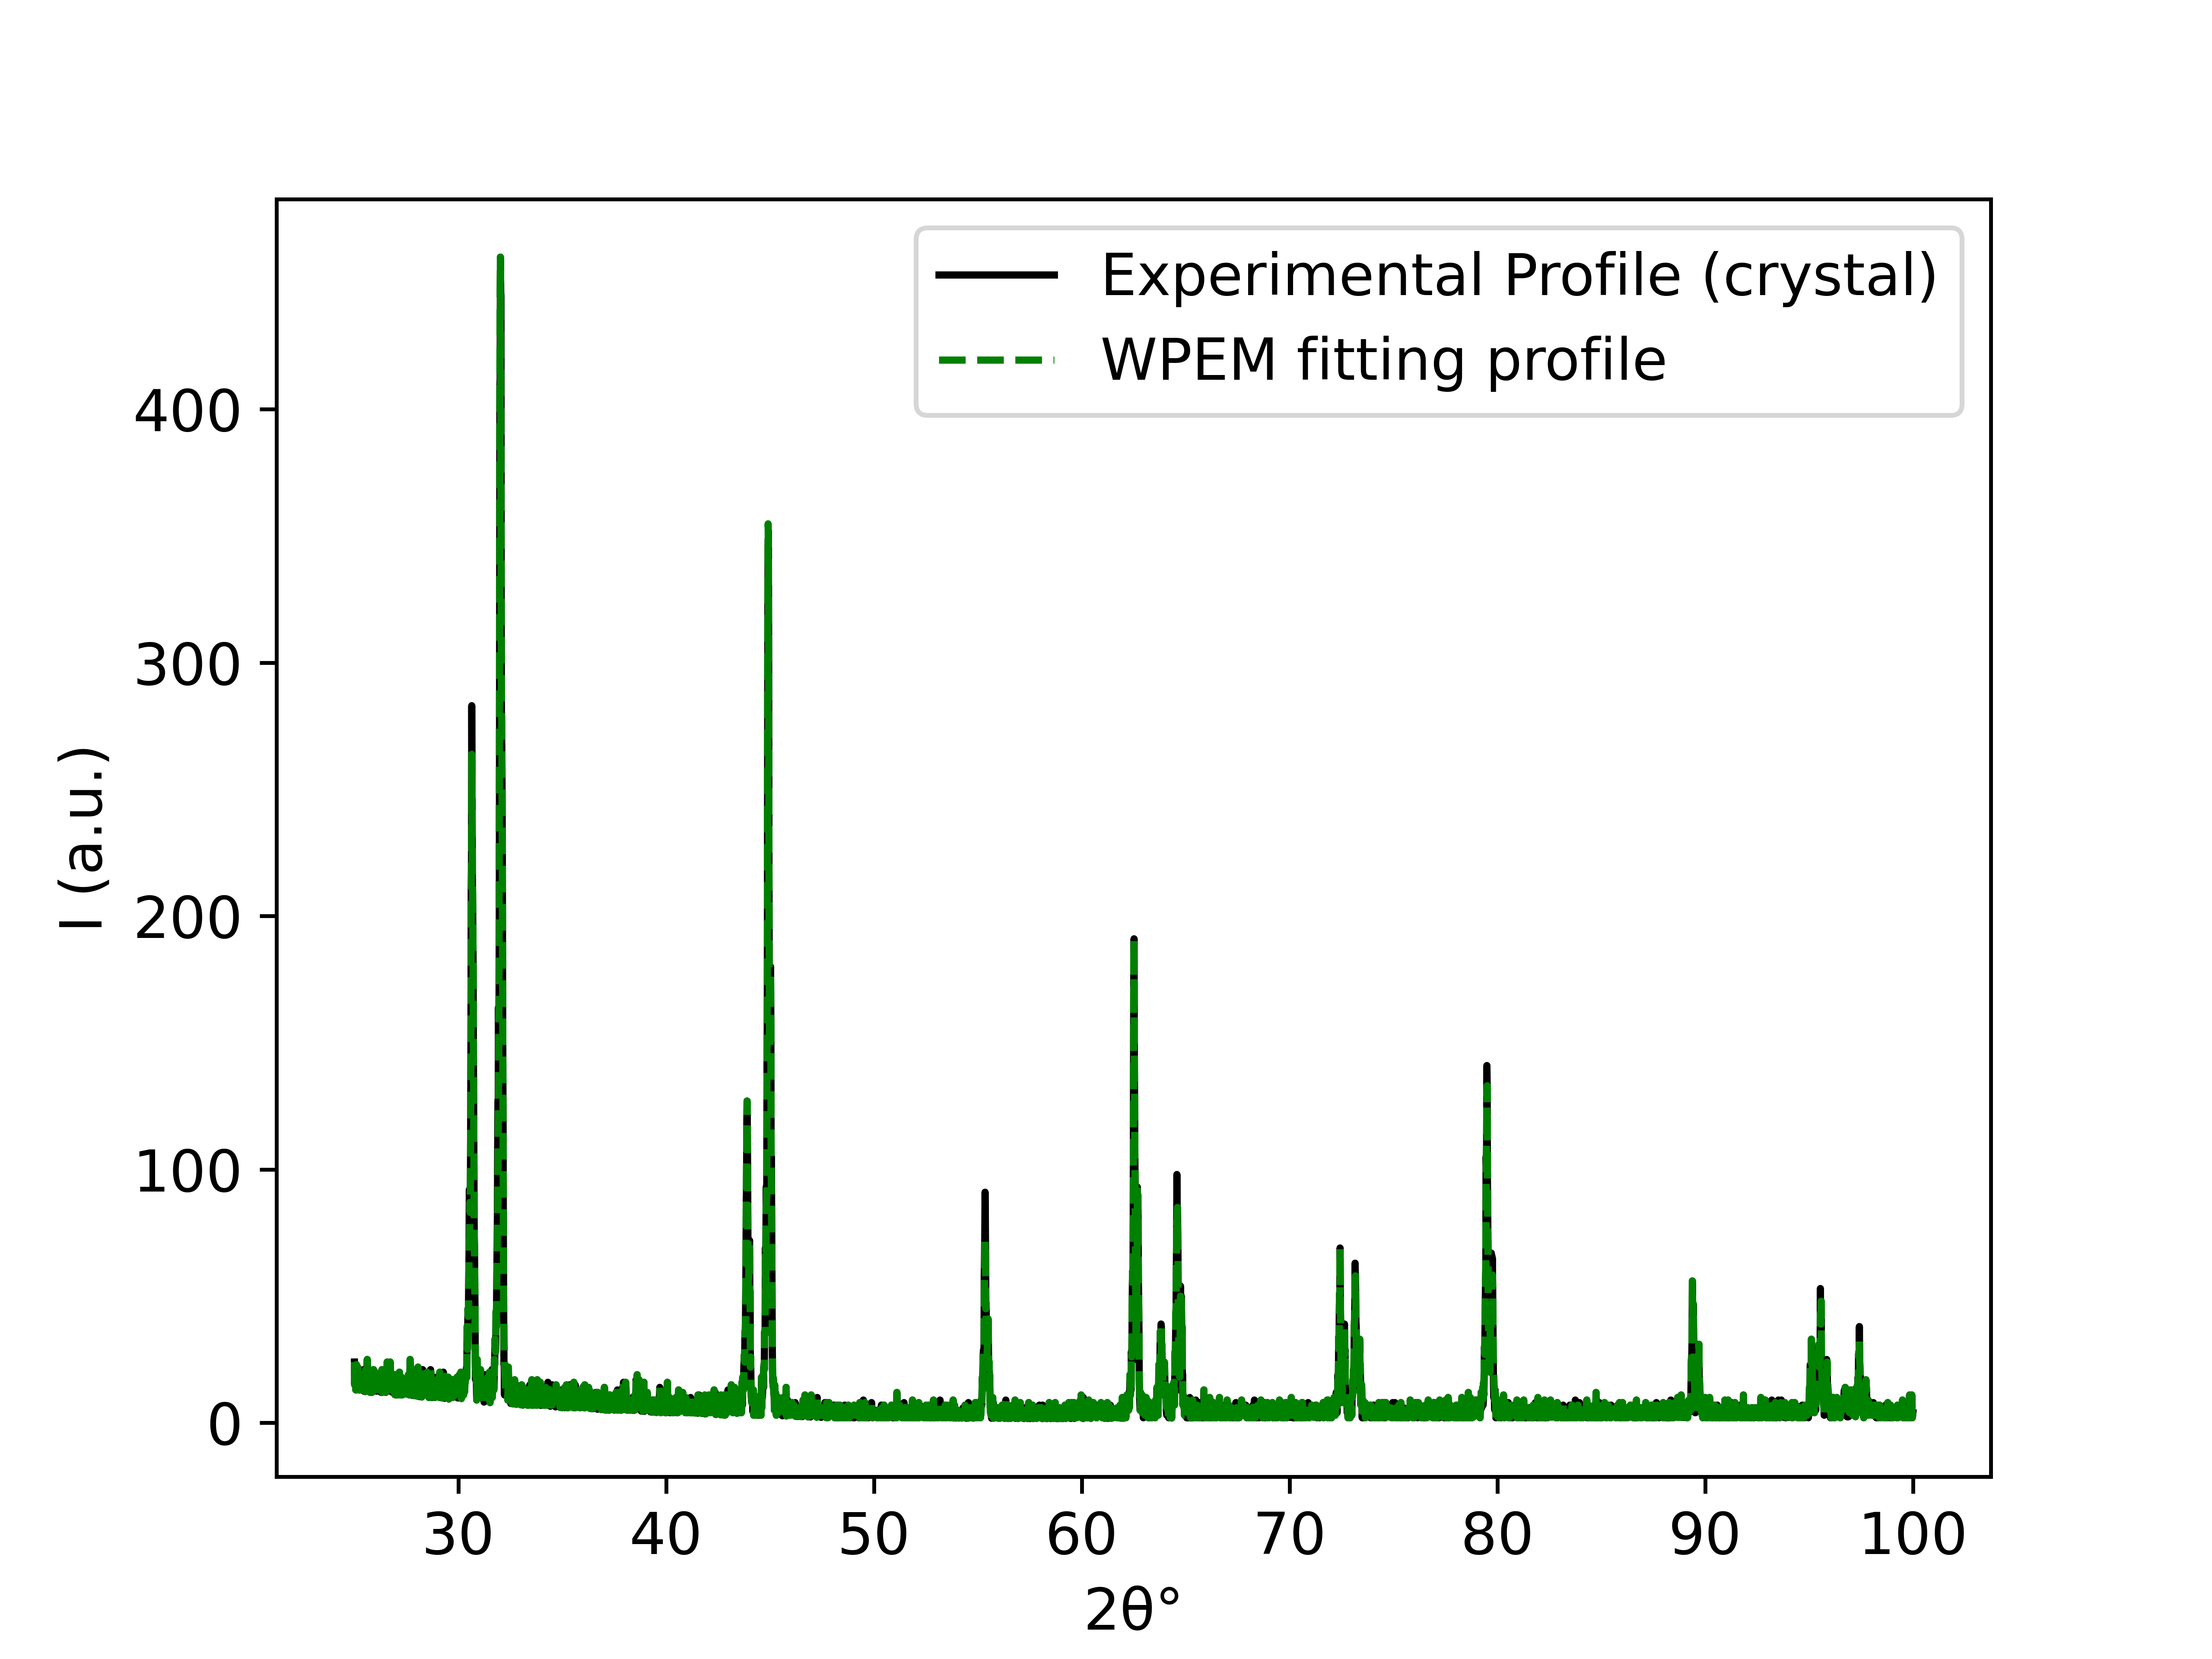 Experimental Profile (crystal)
WPEM fitting profile
I (a.u.)
400
300
200
100
0
30 40 50 60 70 80 90 100
2θ°